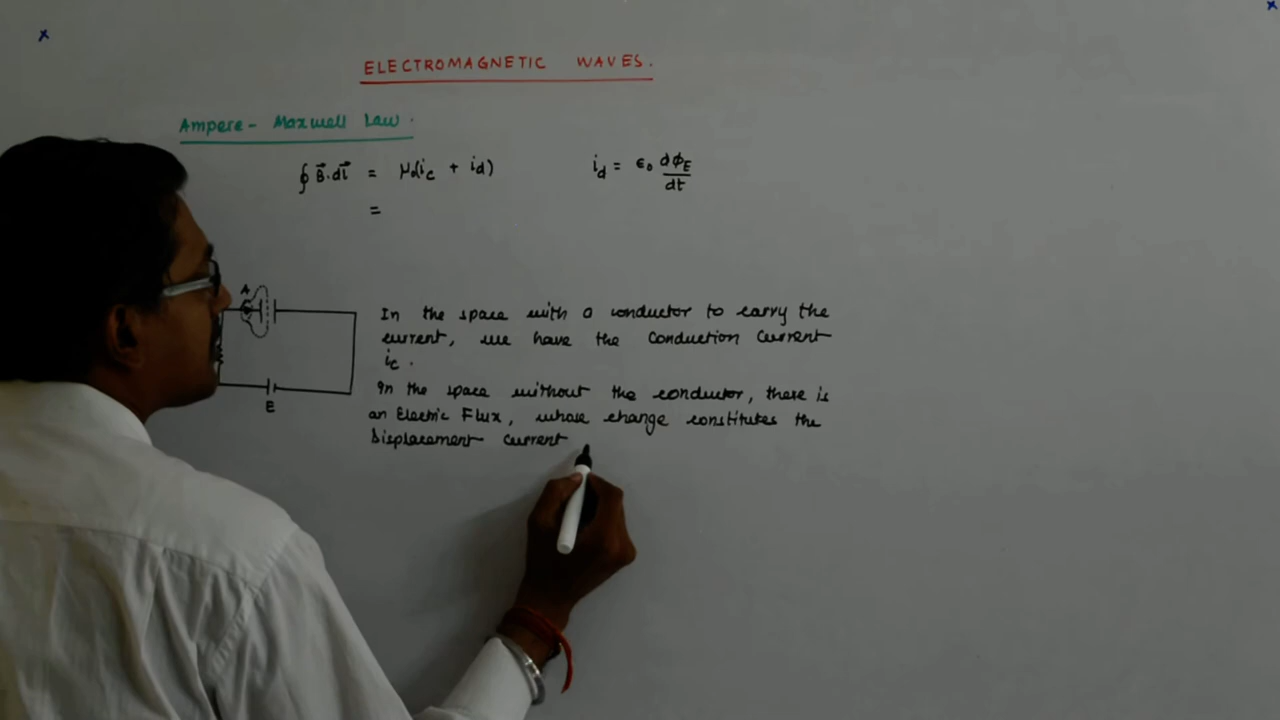 ELECTROMAGNETIC WAVES.
Ampere - Maxwell Law.
∮ B⃗.dl⃗ = μ₀(i_c + i_d)
i_d = ε₀ dφ_E/dt
=
A
E
In the space with a conductor to carry the
current, we have the Conduction Current
i_c.
In the space without the conductor, there is
an Electric Flux, whose change constitutes the
Displacement current